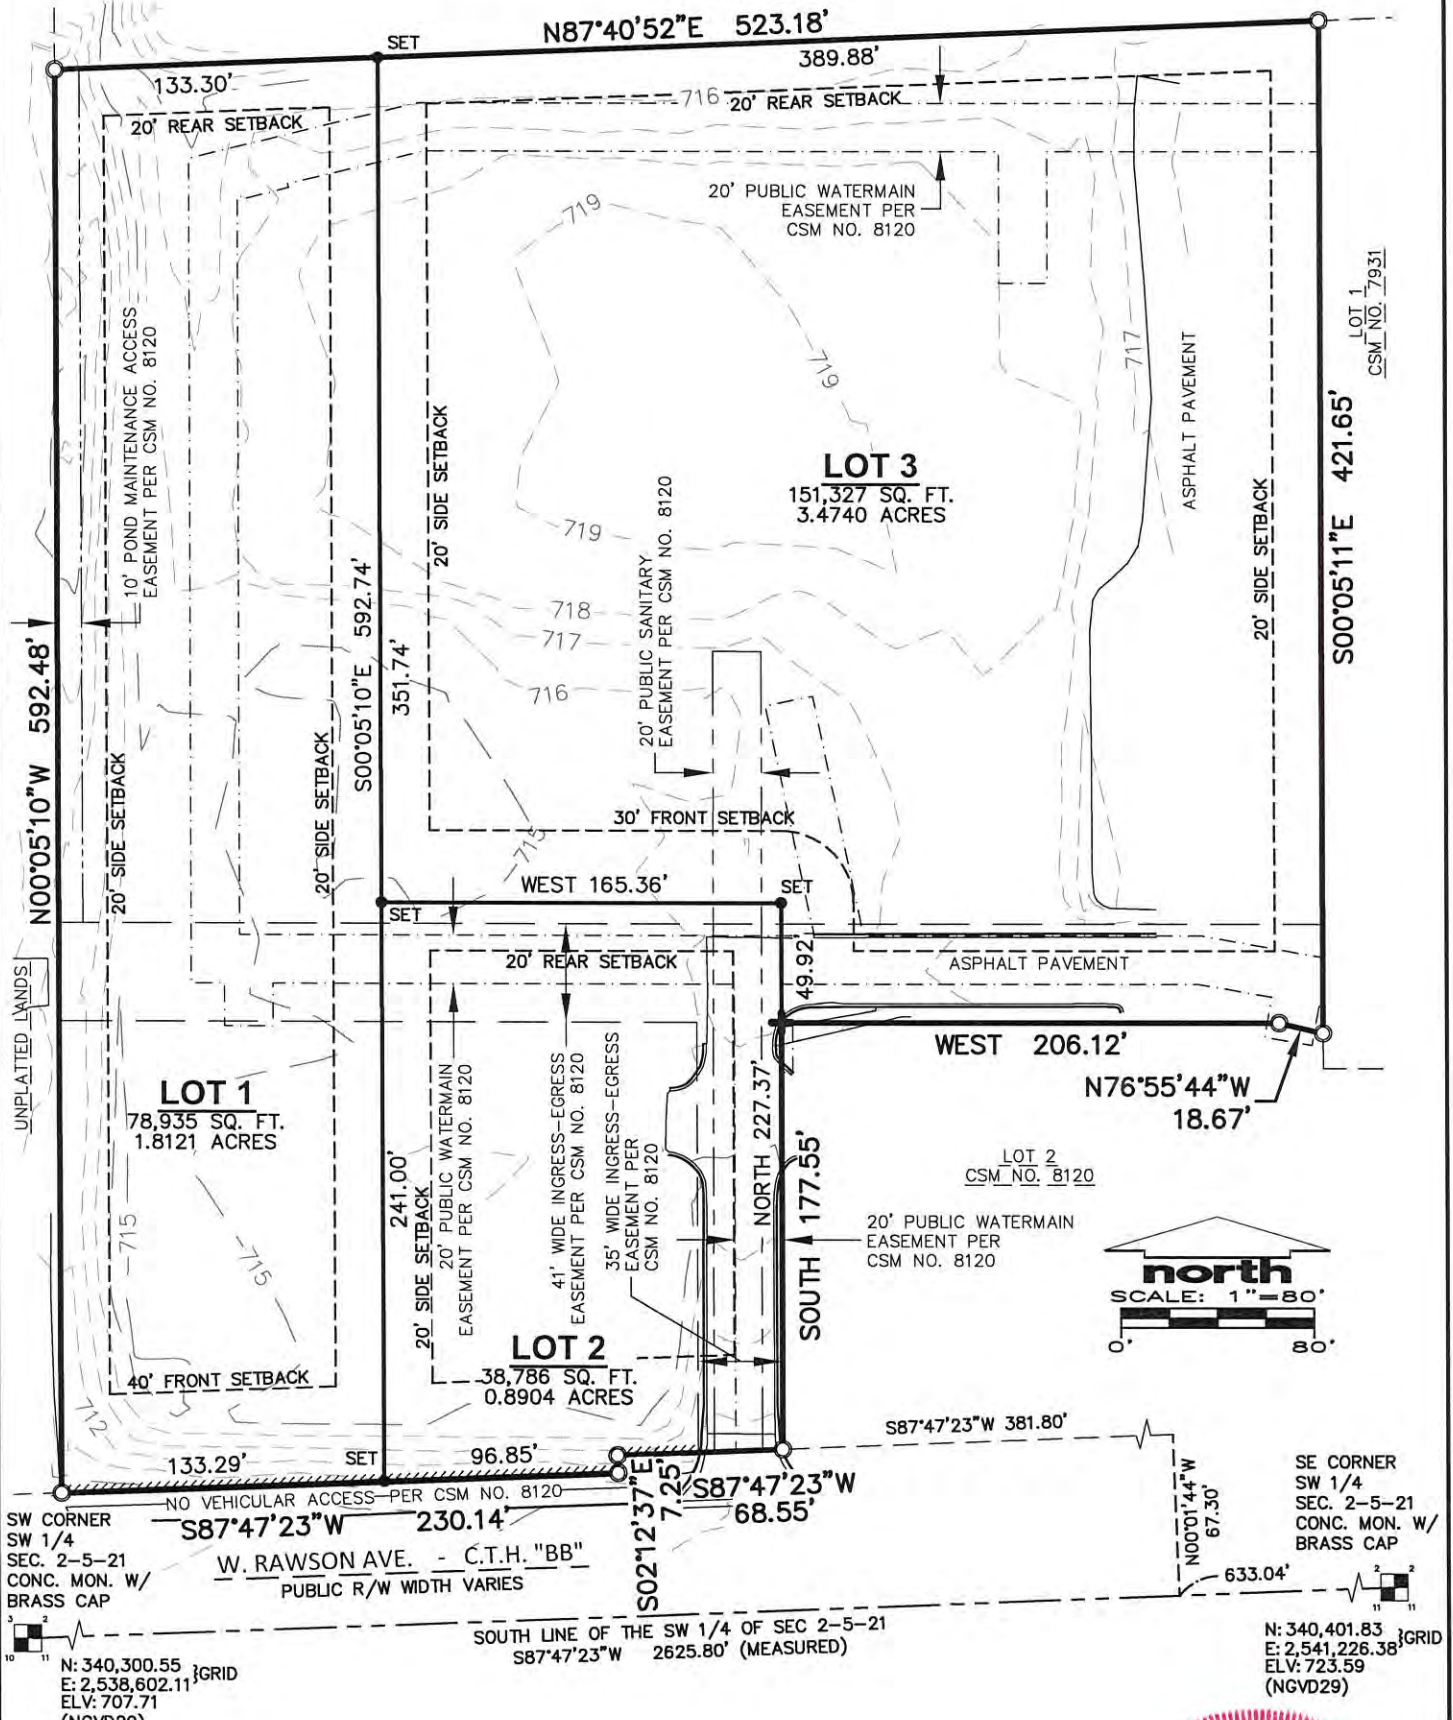 N87°40'52"E 523.18'
SET
133.30'
389.88'
20' REAR SETBACK
716
20' REAR SETBACK
20' PUBLIC WATERMAIN
EASEMENT PER
CSM NO. 8120
719
719
717
LOT 1
CSM NO. 7931
10' POND MAINTENANCE ACCESS
EASEMENT PER CSM NO. 8120
ASPHALT PAVEMENT
S00°05'11"E 421.65'
20' SIDE SETBACK
LOT 3
151,327 SQ. FT.
3.4740 ACRES
719
20' PUBLIC SANITARY
EASEMENT PER CSM NO. 8120
20' SIDE SETBACK
S00°05'10"E 592.74'
351.74'
718
717
716
N00°05'10"W 592.48'
20' SIDE SETBACK
20' SIDE SETBACK
30' FRONT SETBACK
715
WEST 165.36'
SET
SET
49.92'
20' REAR SETBACK
ASPHALT PAVEMENT
UNPLATTED LANDS
WEST 206.12'
N76°55'44"W
18.67'
LOT 1
78,935 SQ. FT.
1.8121 ACRES
241.00'
20' SIDE SETBACK
20' PUBLIC WATERMAIN
EASEMENT PER CSM NO. 8120
41' WIDE INGRESS-EGRESS
EASEMENT PER CSM NO. 8120
35' WIDE INGRESS-EGRESS
EASEMENT PER
CSM NO. 8120
NORTH 227.37'
SOUTH 177.55'
LOT 2
CSM NO. 8120
20' PUBLIC WATERMAIN
EASEMENT PER
CSM NO. 8120
715
715
north
SCALE: 1"=80'
0' 80'
LOT 2
38,786 SQ. FT.
0.8904 ACRES
40' FRONT SETBACK
712
S87°47'23"W 381.80'
133.29'
SET
96.85'
NO VEHICULAR ACCESS PER CSM NO. 8120
S87°47'23"W 230.14'
S02°12'37"E
7.25'
S87°47'23"W
68.55'
N00°01'44"W
67.30'
SE CORNER
SW 1/4
SEC. 2-5-21
CONC. MON. W/
BRASS CAP
SW CORNER
SW 1/4
SEC. 2-5-21
CONC. MON. W/
BRASS CAP
W. RAWSON AVE. - C.T.H. "BB"
PUBLIC R/W WIDTH VARIES
633.04'
2 2
11 11
3 2
10 11
SOUTH LINE OF THE SW 1/4 OF SEC 2-5-21
S87°47'23"W 2625.80' (MEASURED)
N: 340,300.55
E: 2,538,602.11 }GRID
ELV: 707.71
N: 340,401.83
E: 2,541,226.38 }GRID
ELV: 723.59
(NGVD29)